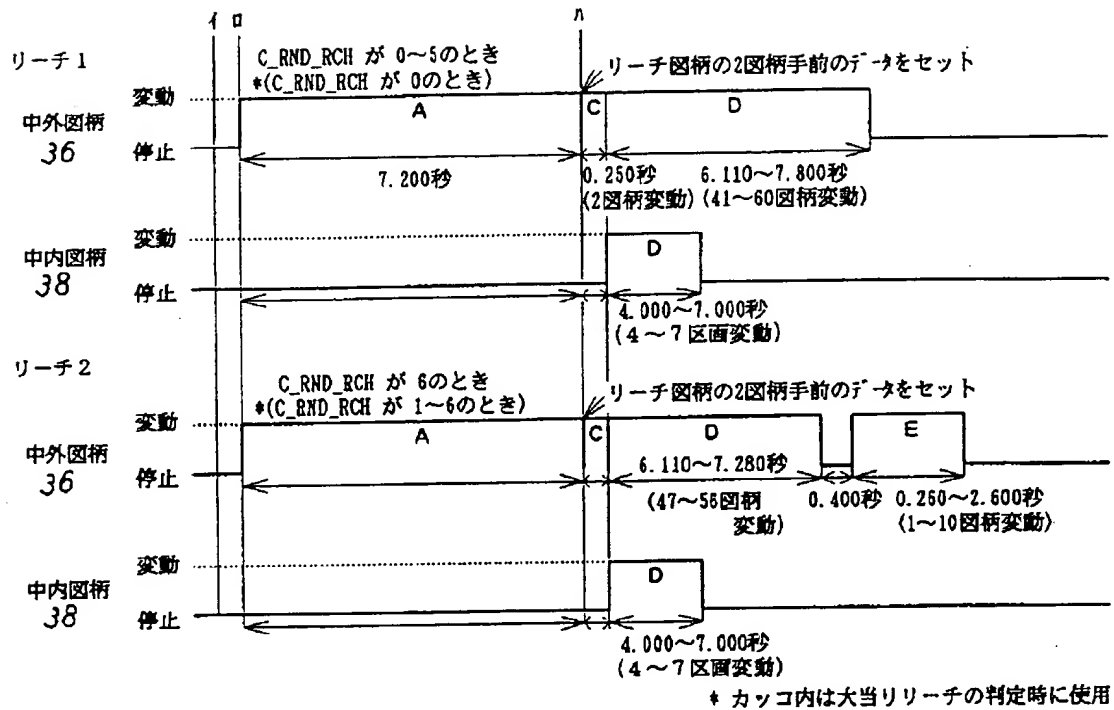 イ ロ ハ
リーチ1
C_RND_RCH が 0～5のとき
*(C_RND_RCH が 0のとき)
リーチ図柄の2図柄手前のデータをセット
変動
A
C
D
中外図柄
36
停止
7.200秒
0.250秒
(2図柄変動)
6.110～7.800秒
(41～60図柄変動)
変動
D
中内図柄
38
停止
4.000～7.000秒
(4～7区画変動)
リーチ2
C_RND_RCH が 6のとき
*(C_RND_RCH が 1～6のとき)
リーチ図柄の2図柄手前のデータをセット
変動
A
C
D
E
中外図柄
36
停止
6.110～7.280秒
(47～56図柄
変動)
0.400秒
0.260～2.600秒
(1～10図柄変動)
変動
D
中内図柄
38
停止
4.000～7.000秒
(4～7区画変動)
* カッコ内は大当りリーチの判定時に使用